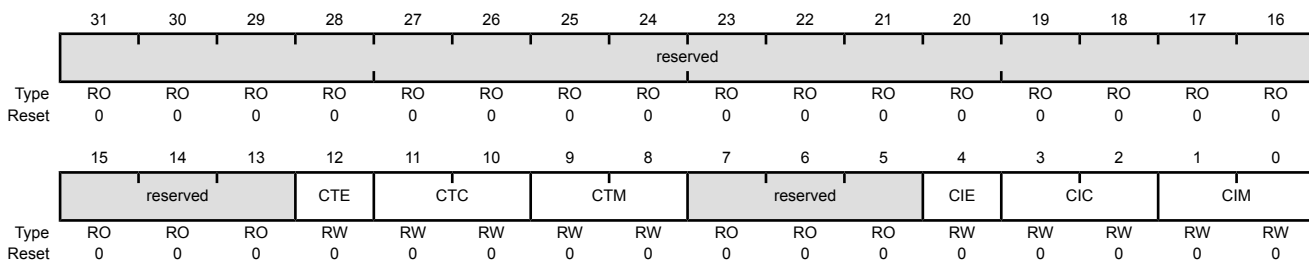 31 30 29 28 27 26 25 24 23 22 21 20 19 18 17 16
reserved
Type RO RO RO RO RO RO RO RO RO RO RO RO RO RO RO RO
Reset 0 0 0 0 0 0 0 0 0 0 0 0 0 0 0 0
15 14 13 12 11 10 9 8 7 6 5 4 3 2 1 0
reserved CTE CTC CTM reserved CIE CIC CIM
Type RO RO RO RW RW RW RW RW RO RO RO RW RW RW RW RW
Reset 0 0 0 0 0 0 0 0 0 0 0 0 0 0 0 0